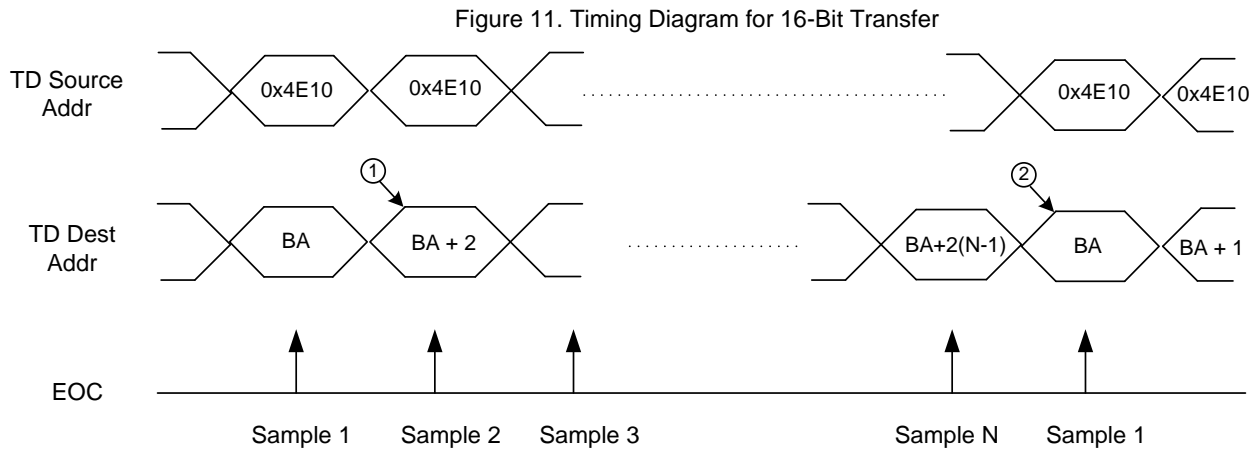 Figure 11. Timing Diagram for 16-Bit Transfer
TD Source
Addr
0x4E10
0x4E10
0x4E10
0x4E10
1
2
TD Dest
Addr
BA
BA + 2
BA+2(N-1)
BA
BA + 1
EOC
Sample 1
Sample 2
Sample 3
Sample N
Sample 1